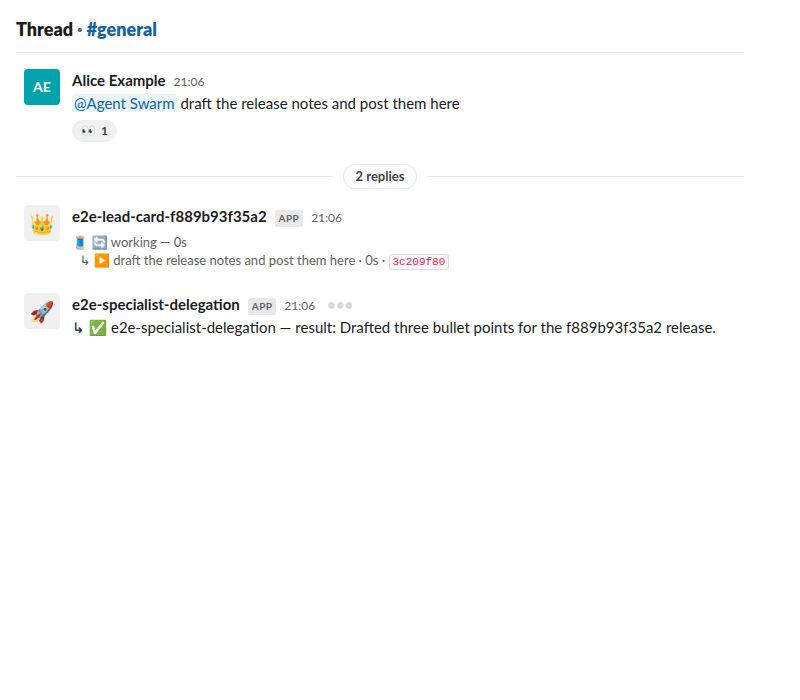 Thread • #general
AE
Alice Example 21:06
@Agent Swarm draft the release notes and post them here
👀 1
2 replies
e2e-lead-card-f889b93f35a2 APP 21:06
🧵 🔄 working — 0s
↳ ▶️ draft the release notes and post them here · 0s · 3c209f80
e2e-specialist-delegation APP 21:06
↳ ✅ e2e-specialist-delegation — result: Drafted three bullet points for the f889b93f35a2 release.